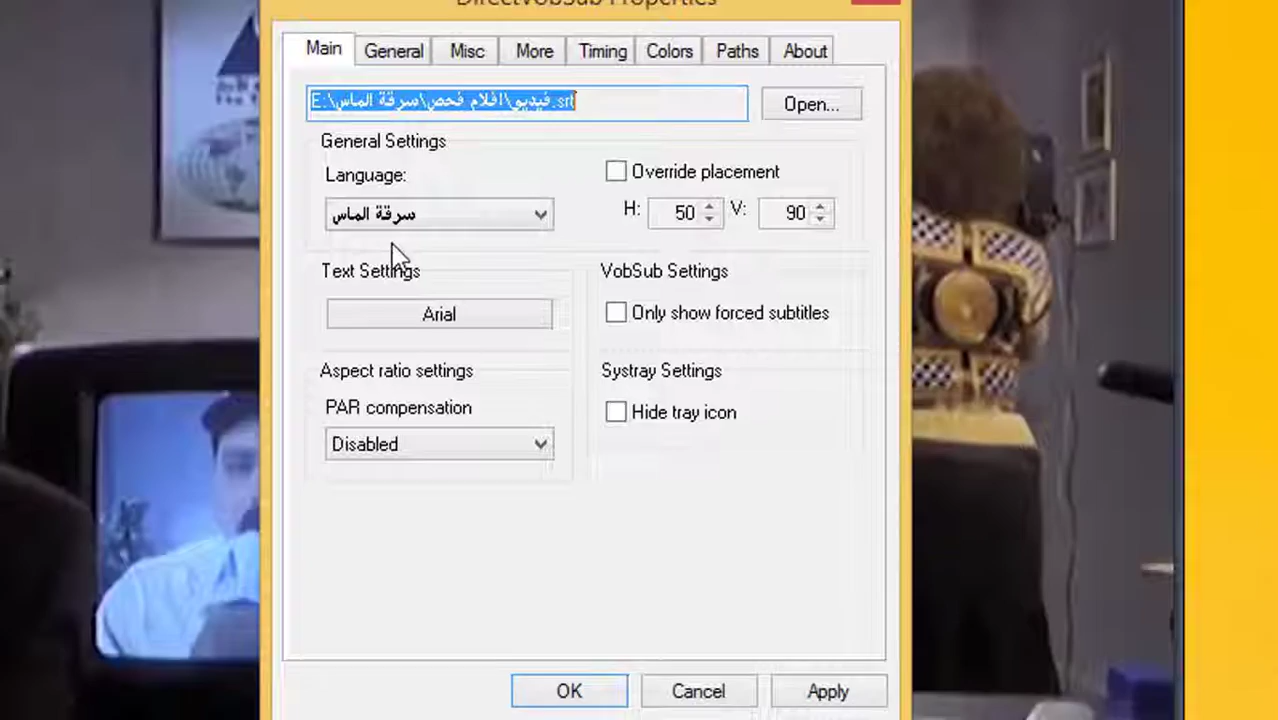 DirectVobSub Properties
Main General Misc More Timing Colors Paths About
E:\فيديو\افلام فحص\سرقة الماس.srt Open...
General Settings
Language:
سرقة الماس
Override placement
H: 50 V: 90
Text Settings
Arial
VobSub Settings
Only show forced subtitles
Aspect ratio settings
PAR compensation
Disabled
Systray Settings
Hide tray icon
OK Cancel Apply